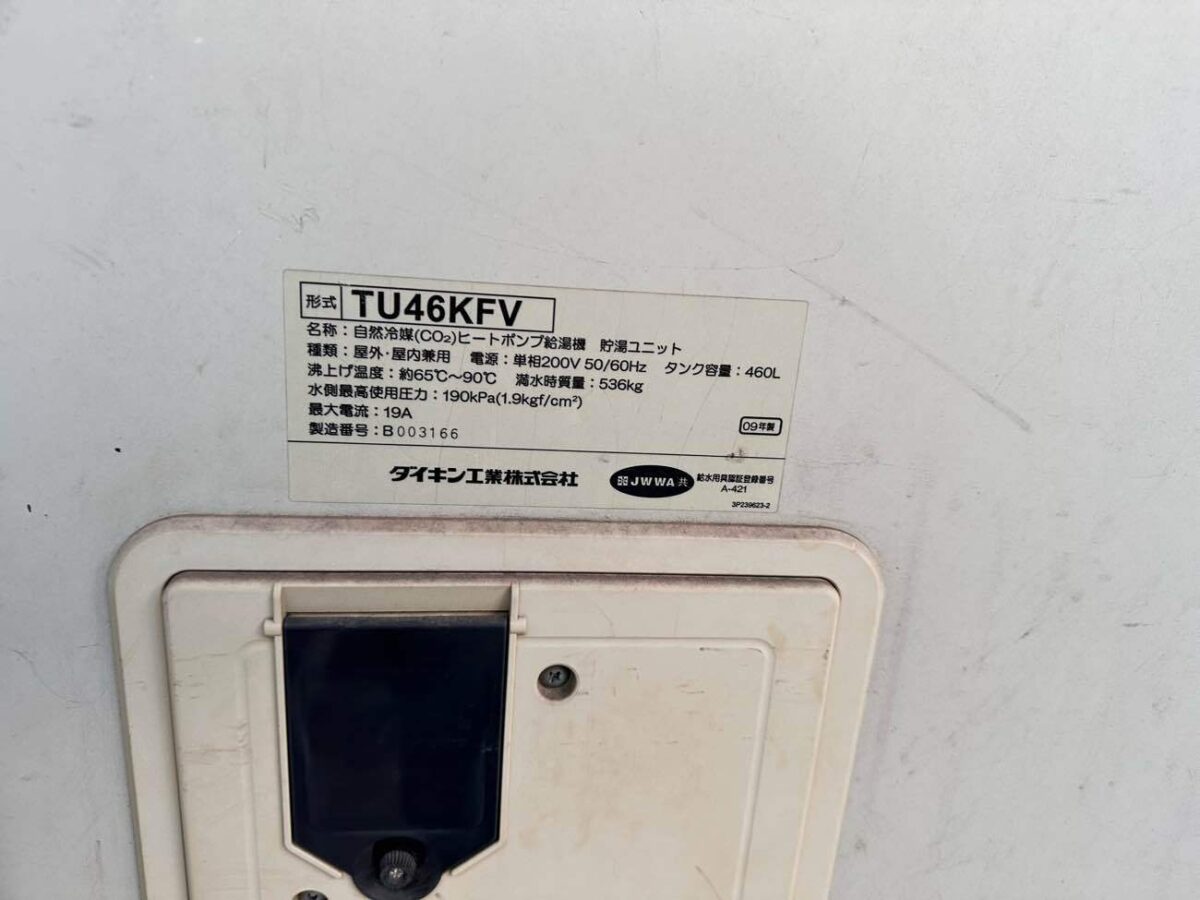 形式 TU46KFV
名称：自然冷媒(CO₂)ヒートポンプ給湯機 貯湯ユニット
種類：屋外・屋内兼用 電源：単相200V 50/60Hz タンク容量：460L
沸上げ温度：約65℃～90℃ 満水時質量：536kg
水側最高使用圧力：190kPa(1.9kgf/cm²)
最大電流：19A
製造番号：B003166
09年製
ダイキン工業株式会社
JWWA 共
給水用具認証登録番号
A-421
3P239623-2